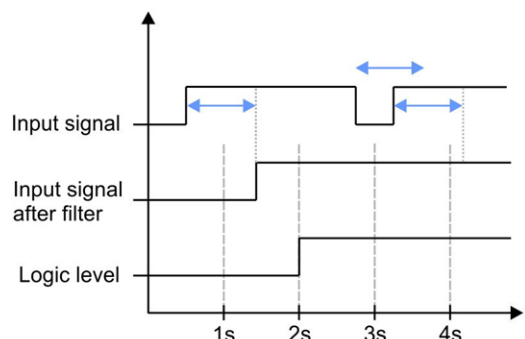 Input signal
Input signal
after filter
Logic level
1s 2s 3s 4s